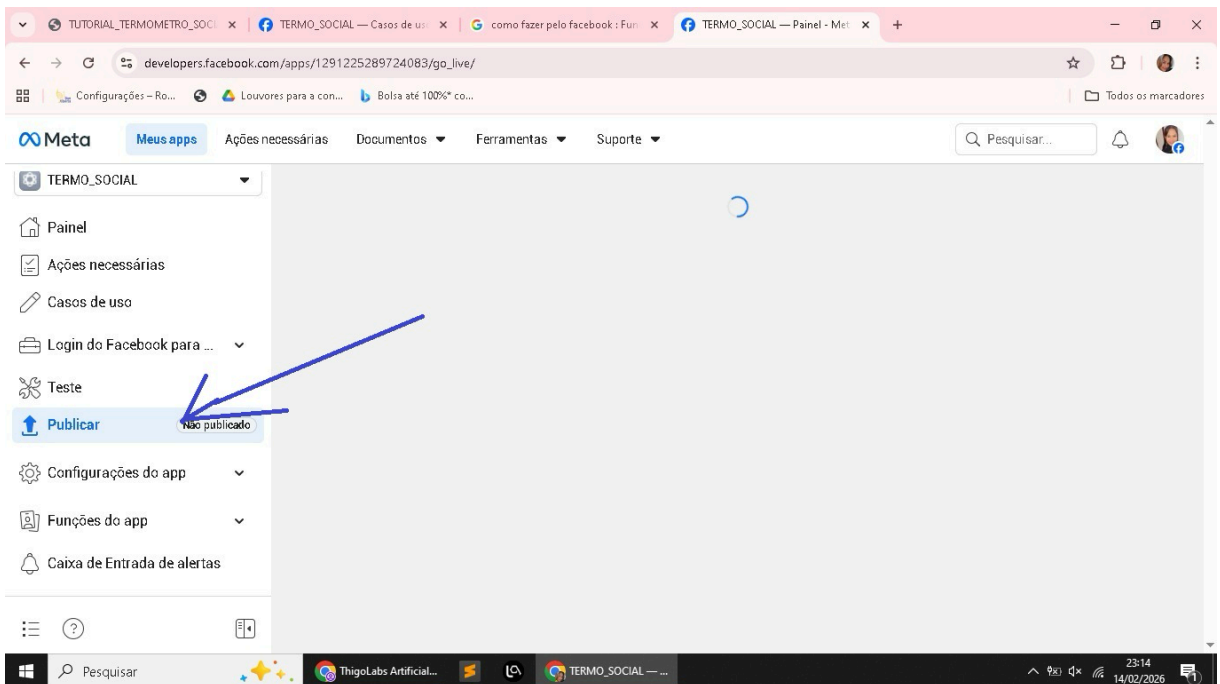 TUTORIAL_TERMOMETRO_SOCI
TERMO_SOCIAL — Casos de us
como fazer pelo facebook : Fun
TERMO_SOCIAL — Painel - Met
developers.facebook.com/apps/1291225289724083/go_live/
Configurações – Ro...
Louvores para a con...
Bolsa até 100%* co...
Todos os marcadores
Meta
Meus apps
Ações necessárias
Documentos
Ferramentas
Suporte
Pesquisar...
TERMO_SOCIAL
Painel
Ações necessárias
Casos de uso
Login do Facebook para ...
Teste
Publicar
Não publicado
Configurações do app
Funções do app
Caixa de Entrada de alertas
Pesquisar
ThigoLabs Artificial...
TERMO_SOCIAL — ...
23:14
14/02/2026